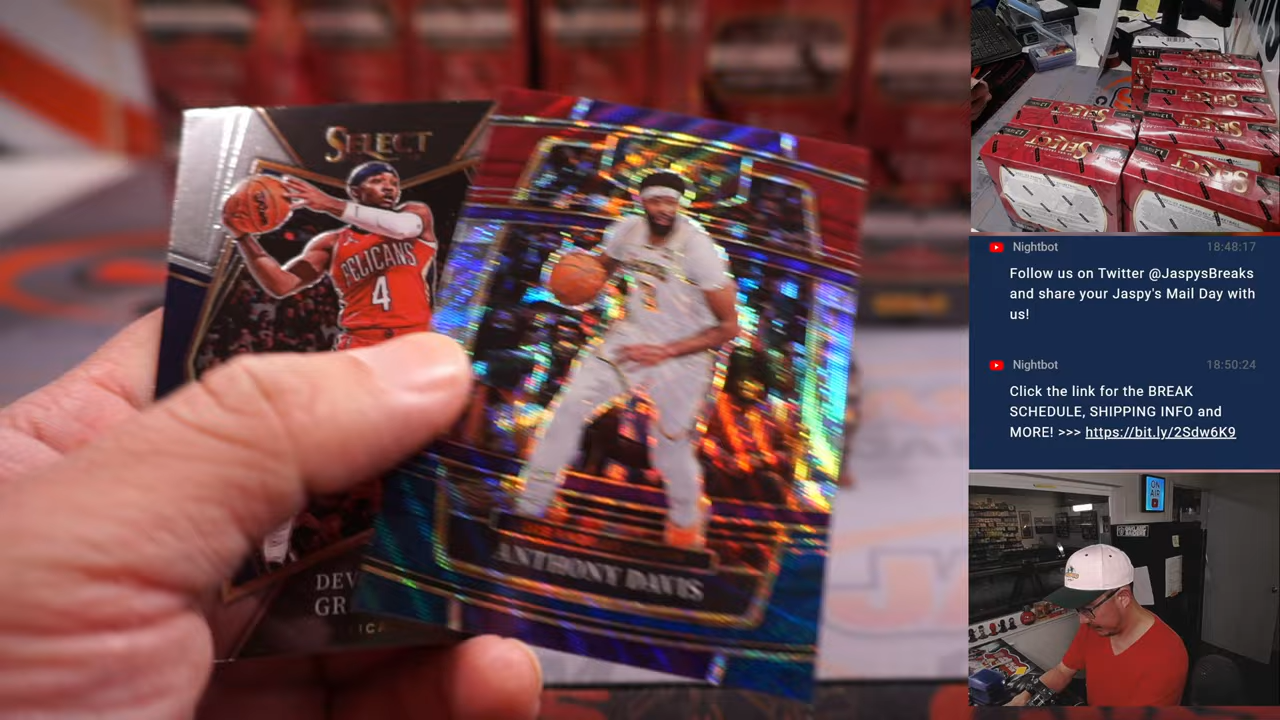 SELECT
PELICANS
4
DEV
GR
ANTHONY DAVIS
3
SELECT
SELECT
Nightbot 18:48:17
Follow us on Twitter @JaspysBreaks
and share your Jaspy's Mail Day with
us!
Nightbot 18:50:24
Click the link for the BREAK
SCHEDULE, SHIPPING INFO and
MORE! >>> https://bit.ly/2Sdw6K9
ON
AIR